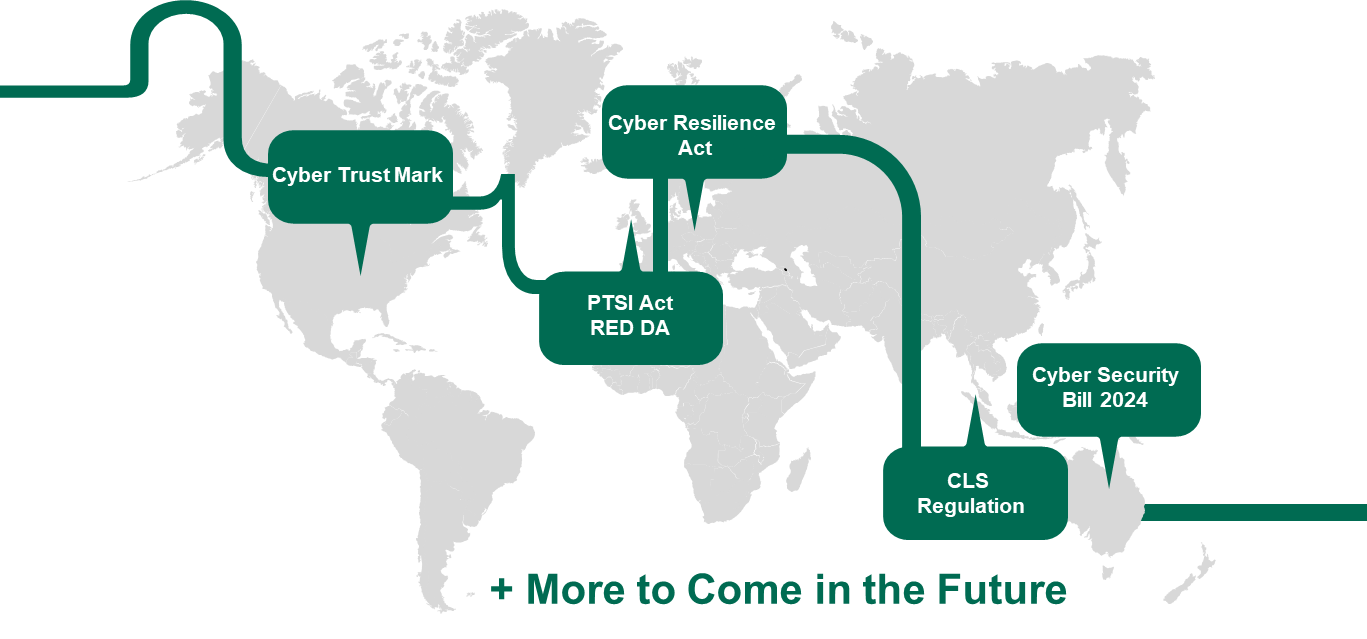 Cyber Trust Mark
Cyber Resilience
Act
PTSI Act
RED DA
Cyber Security
Bill 2024
CLS
Regulation
+ More to Come in the Future